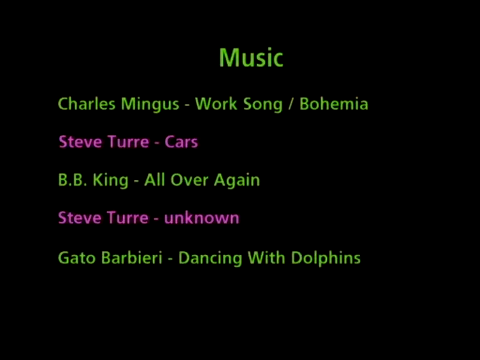 Music
Charles Mingus - Work Song / Bohemia
Steve Turre - Cars
B.B. King - All Over Again
Steve Turre - unknown
Gato Barbieri - Dancing With Dolphins